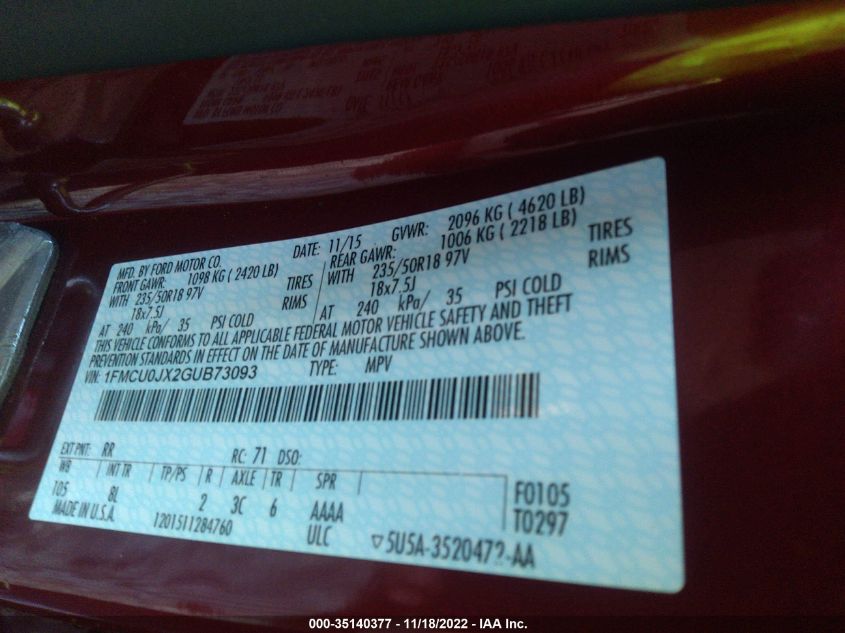 MFD. BY FORD MOTOR CO.
DATE: 11/15 GVWR: 2096 KG ( 4620 LB)
FRONT GAWR: 1098 KG ( 2420 LB) REAR GAWR: 1006 KG ( 2218 LB)
WITH 235/50R18 97V TIRES WITH 235/50R18 97V TIRES
18x7.5J RIMS 18x7.5J RIMS
AT 240 kPa/ 35 PSI COLD AT 240 kPa/ 35 PSI COLD
THIS VEHICLE CONFORMS TO ALL APPLICABLE FEDERAL MOTOR VEHICLE SAFETY AND THEFT
PREVENTION STANDARDS IN EFFECT ON THE DATE OF MANUFACTURE SHOWN ABOVE.
VIN: 1FMCU0JX2GUB73093 TYPE: MPV
EXT PNT: RR RC: 71 DSO:
WB INT TR TP/PS R AXLE TR SPR
105 8L 2 3C 6 AAAA F0105
MADE IN U.S.A. 1201511284760 ULC T0297
5U5A-3520472-AA
000-35140377 - 11/18/2022 - IAA Inc.